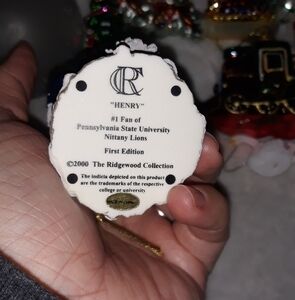 RC
"HENRY"
#1 Fan of
Pennsylvania State University
Nittany Lions
First Edition
©2000 The Ridgewood Collection
The indicia depicted on this product
are the trademarks of the respective
college or university